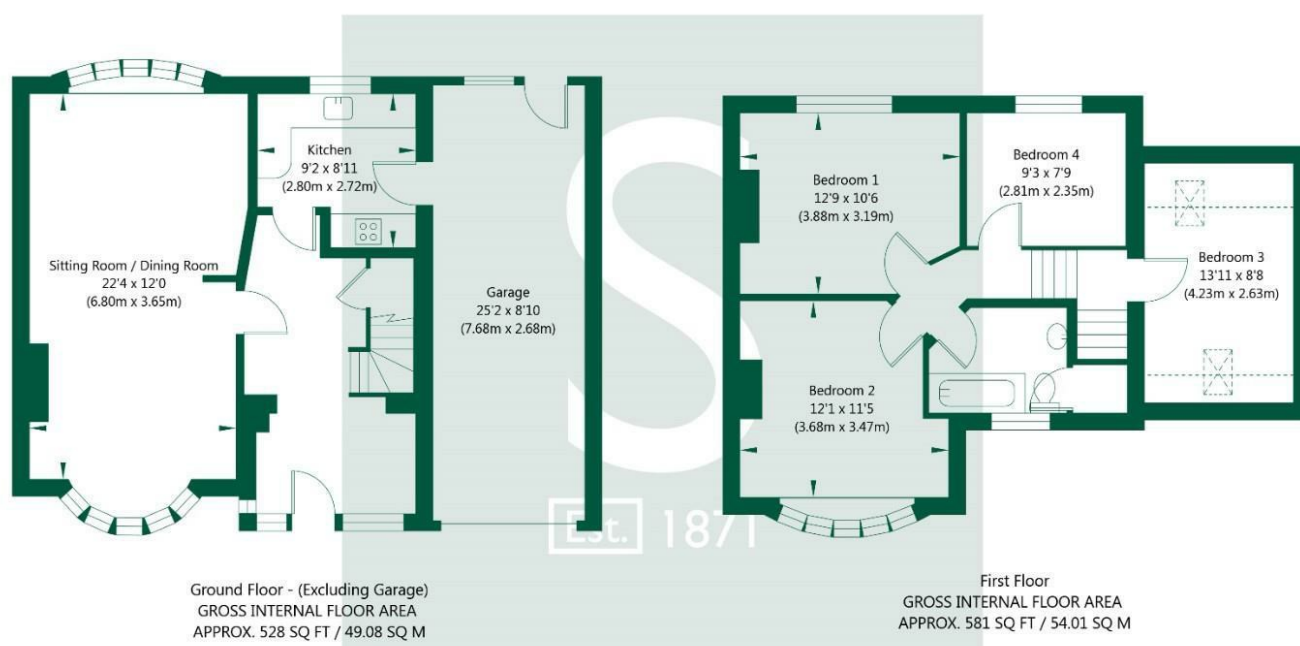 Kitchen
9'2 x 8'11
(2.80m x 2.72m)
Sitting Room / Dining Room
22'4 x 12'0
(6.80m x 3.65m)
Garage
25'2 x 8'10
(7.68m x 2.68m)
Ground Floor - (Excluding Garage)
GROSS INTERNAL FLOOR AREA
APPROX. 528 SQ FT / 49.08 SQ M
Bedroom 1
12'9 x 10'6
(3.88m x 3.19m)
Bedroom 4
9'3 x 7'9
(2.81m x 2.35m)
Bedroom 3
13'11 x 8'8
(4.23m x 2.63m)
Bedroom 2
12'1 x 11'5
(3.68m x 3.47m)
First Floor
GROSS INTERNAL FLOOR AREA
APPROX. 581 SQ FT / 54.01 SQ M
S
Est. 1871